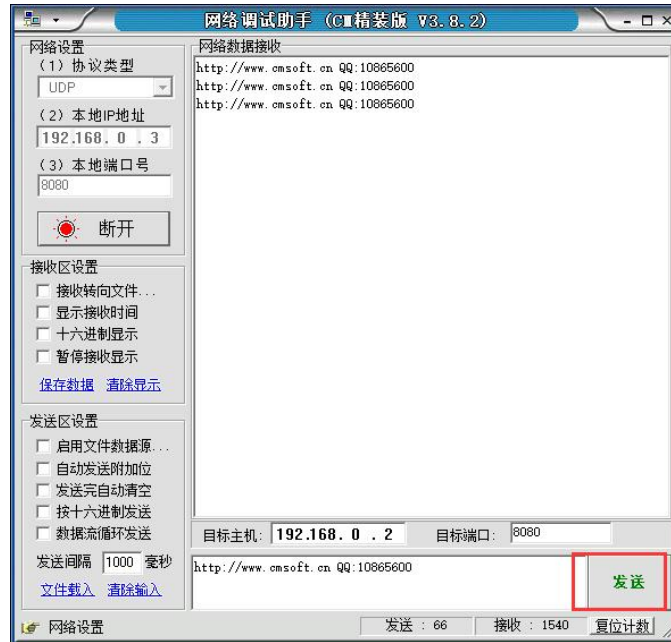 网络调试助手 (CM精装版 V3.8.2)
网络设置
(1) 协议类型
UDP
(2) 本地IP地址
192.168. 0 . 3
(3) 本地端口号
8080
断开
接收区设置
接收转向文件...
显示接收时间
十六进制显示
暂停接收显示
保存数据 清除显示
发送区设置
启用文件数据源...
自动发送附加位
发送完自动清空
按十六进制发送
数据流循环发送
发送间隔 1000 毫秒
文件载入 清除输入
网络数据接收
http://www.cmsoft.cn QQ:10865600
http://www.cmsoft.cn QQ:10865600
http://www.cmsoft.cn QQ:10865600
目标主机: 192.168. 0 . 2 目标端口: 8080
http://www.cmsoft.cn QQ:10865600
发送
网络设置 发送 : 66 接收 : 1540 复位计数